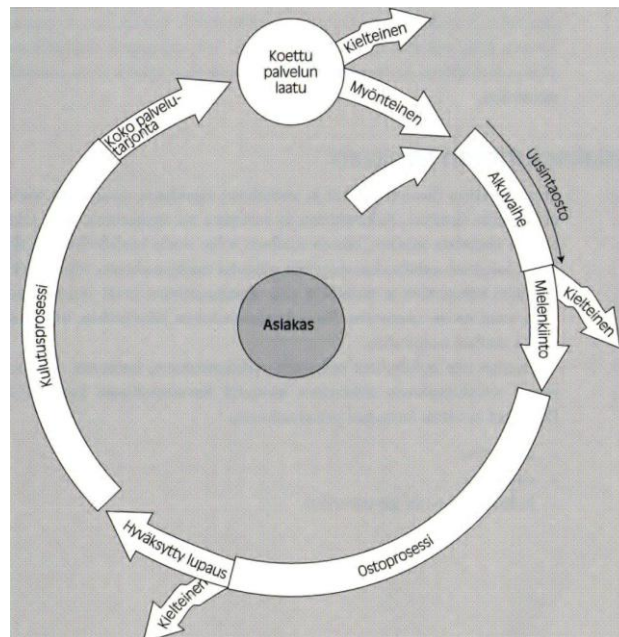 Koettu
palvelun
laatu
Kielteinen
Myönteinen
Alkuvaihe
Uusintaosto
Mielenkiinto
Kielteinen
Ostoprosessi
Hyväksytty lupaus
Kielteinen
Kulutusprosessi
Koko palvelu-
tarjonta
Asiakas